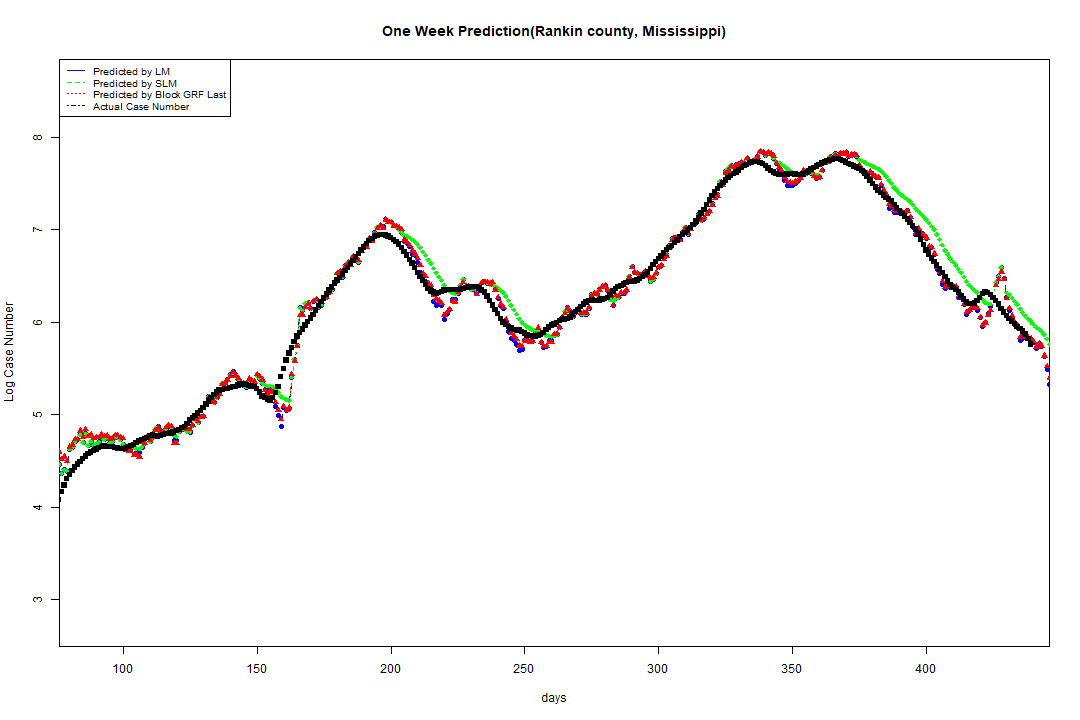 One Week Prediction(Rankin county, Mississippi)
Predicted by LM
Predicted by SLM
Predicted by Block GRF Last
Actual Case Number
Log Case Number
8
7
6
5
4
3
100 150 200 250 300 350 400
days